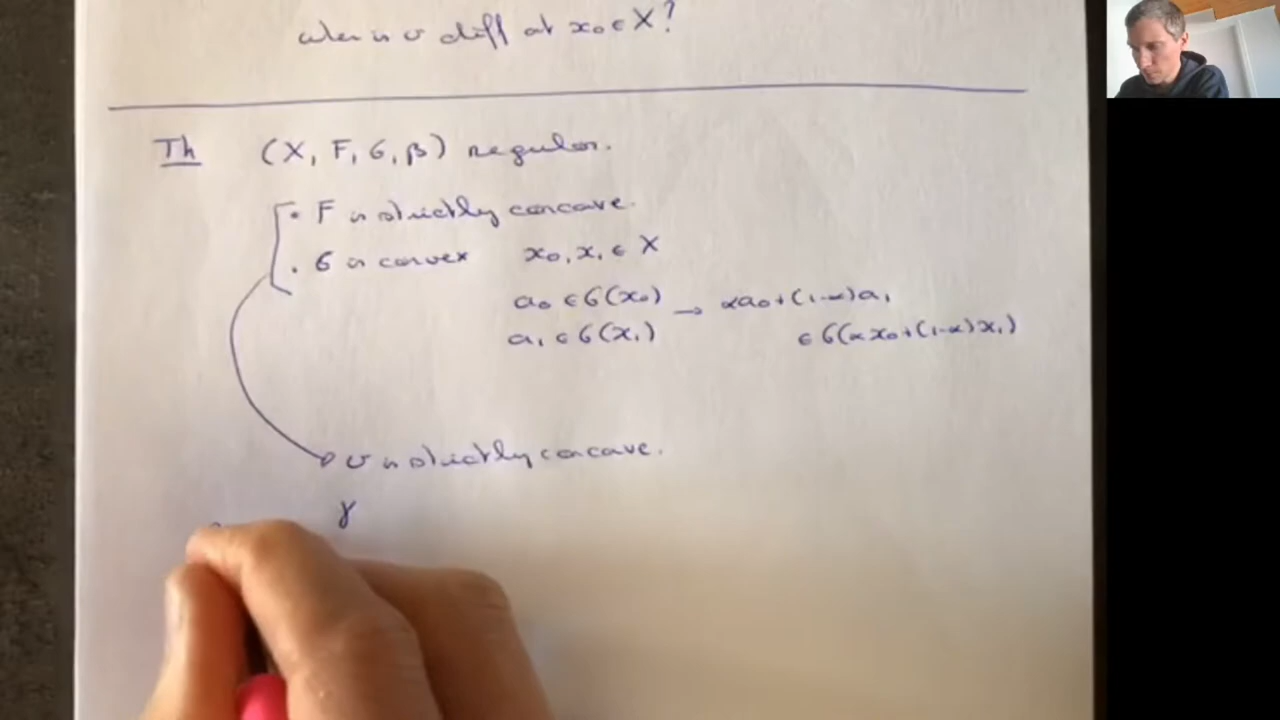 when is v diff at x₀ ∈ X?
Th (X, F, G, β) regular.
. F is strictly concave.
. G is convex x₀, x₁ ∈ X
a₀ ∈ G(x₀) → αa₀ + (1-α)a₁
a₁ ∈ G(x₁) ∈ G(αx₀ + (1-α)x₁)
v is strictly concave.
γ